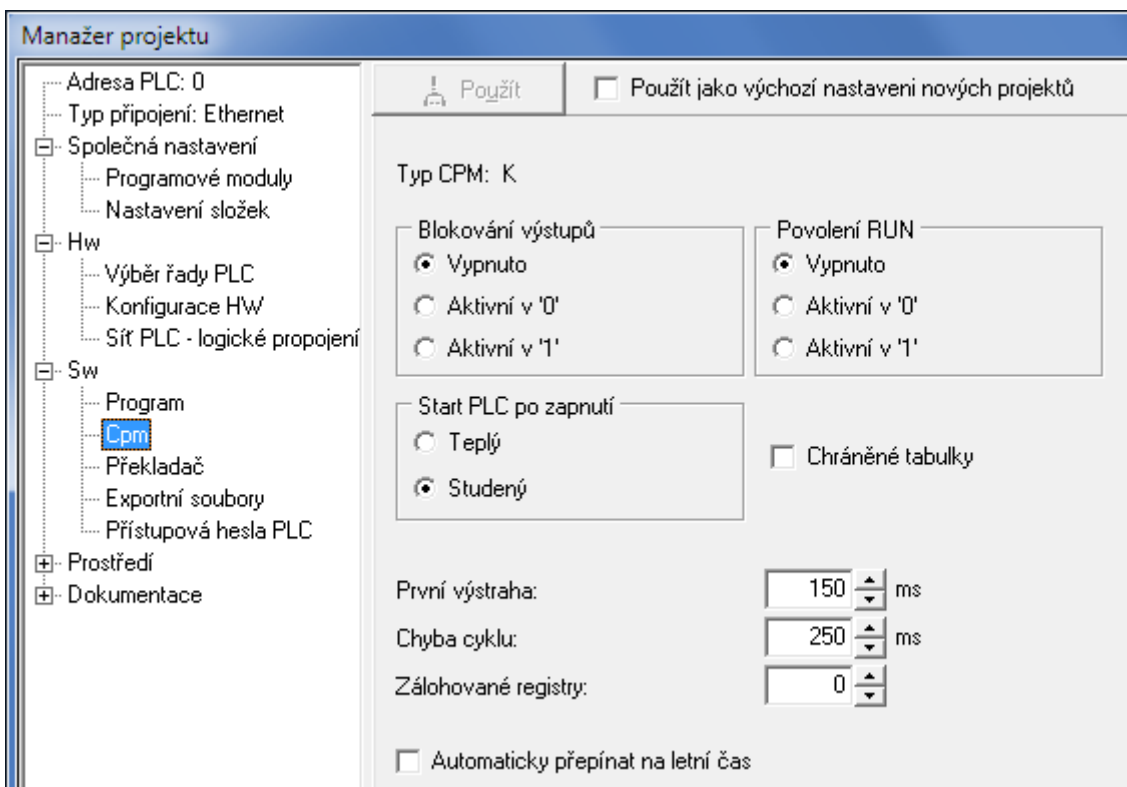 Manažer projektu
Adresa PLC: 0
Typ připojení: Ethernet
Společná nastavení
Programové moduly
Nastavení složek
Hw
Výběr řady PLC
Konfigurace HW
Síť PLC - logické propojení
Sw
Program
Cpm
Překladač
Exportní soubory
Přístupová hesla PLC
Prostředí
Dokumentace
Použít
Použít jako výchozí nastaveni nových projektů
Typ CPM: K
Blokování výstupů
Vypnuto
Aktivní v '0'
Aktivní v '1'
Povolení RUN
Vypnuto
Aktivní v '0'
Aktivní v '1'
Start PLC po zapnutí
Teplý
Studený
Chráněné tabulky
První výstraha: 150 ms
Chyba cyklu: 250 ms
Zálohované registry: 0
Automaticky přepínat na letní čas